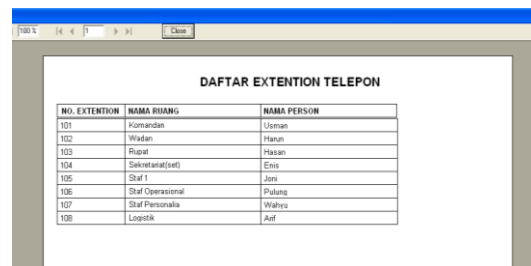 100 % 1 Close
DAFTAR EXTENTION TELEPON
NO. EXTENTION NAMA RUANG NAMA PERSON
101 Komandan Usman
102 Wadan Harun
103 Rupat Hasan
104 Sekretariat(set) Enis
105 Staf 1 Joni
106 Staf Operasional Pulung
107 Staf Personalia Wahyu
108 Logistik Arif